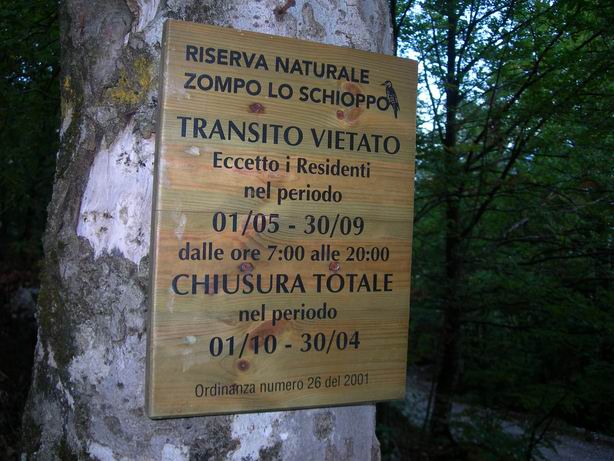 RISERVA NATURALE
ZOMPO LO SCHIOPPO
TRANSITO VIETATO
Eccetto i Residenti
nel periodo
01/05 - 30/09
dalle ore 7:00 alle 20:00
CHIUSURA TOTALE
nel periodo
01/10 - 30/04
Ordinanza numero 26 del 2001